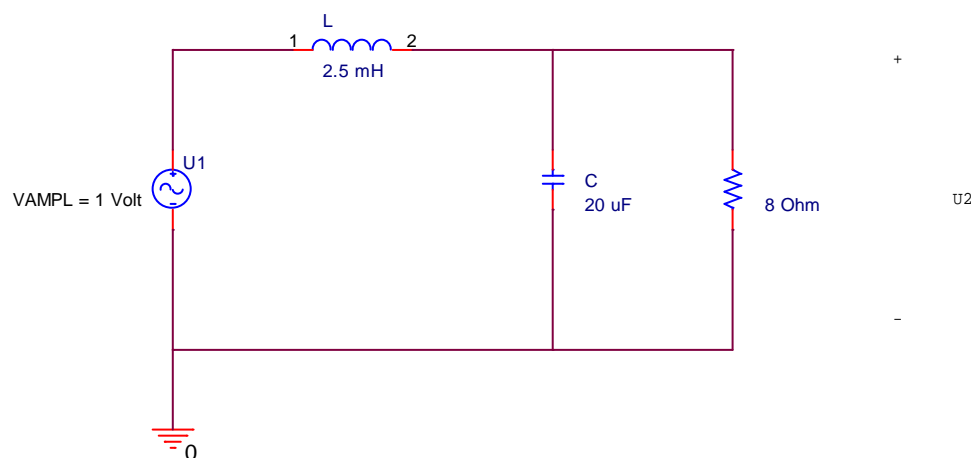 L
1 2
2.5 mH
+
U1
VAMPL = 1 Volt
C
20 uF
8 Ohm
U2
+
-
-
0